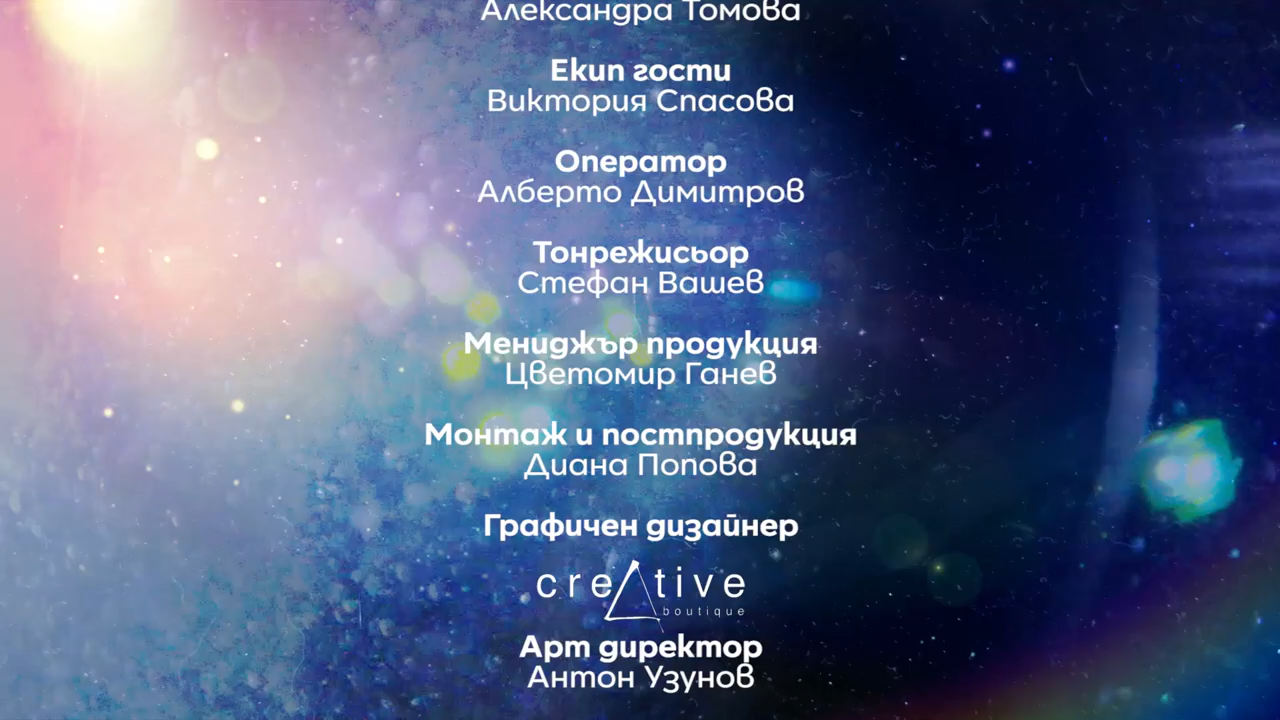 Александра Томова
Екип гости
Виктория Спасова
Оператор
Алберто Димитров
Тонрежисьор
Стефан Вашев
Мениджър продукция
Цветомир Ганев
Монтаж и постпродукция
Диана Попова
Графичен дизайнер
creAtive
boutique
Арт директор
Антон Узунов